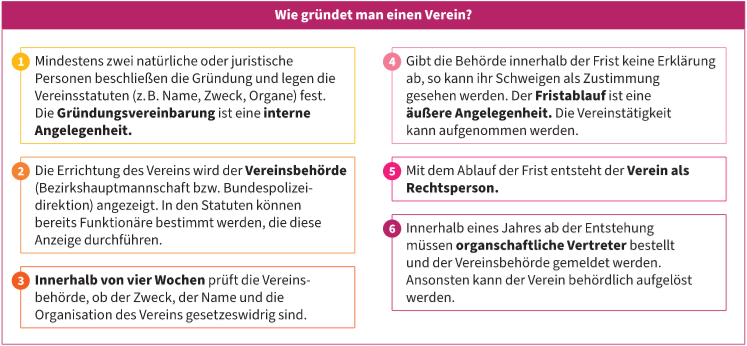 Wie gründet man einen Verein?
1
Mindestens zwei natürliche oder juristische
Personen beschließen die Gründung und legen die
Vereinsstatuten (z. B. Name, Zweck, Organe) fest.
Die Gründungsvereinbarung ist eine interne
Angelegenheit.
2
Die Errichtung des Vereins wird der Vereinsbehörde
(Bezirkshauptmannschaft bzw. Bundespolizei-
direktion) angezeigt. In den Statuten können
bereits Funktionäre bestimmt werden, die diese
Anzeige durchführen.
3
Innerhalb von vier Wochen prüft die Vereins-
behörde, ob der Zweck, der Name und die
Organisation des Vereins gesetzeswidrig sind.
4
Gibt die Behörde innerhalb der Frist keine Erklärung
ab, so kann ihr Schweigen als Zustimmung
gesehen werden. Der Fristablauf ist eine
äußere Angelegenheit. Die Vereinstätigkeit
kann aufgenommen werden.
5
Mit dem Ablauf der Frist entsteht der Verein als
Rechtsperson.
6
Innerhalb eines Jahres ab der Entstehung
müssen organschaftliche Vertreter bestellt
und der Vereinsbehörde gemeldet werden.
Ansonsten kann der Verein behördlich aufgelöst
werden.